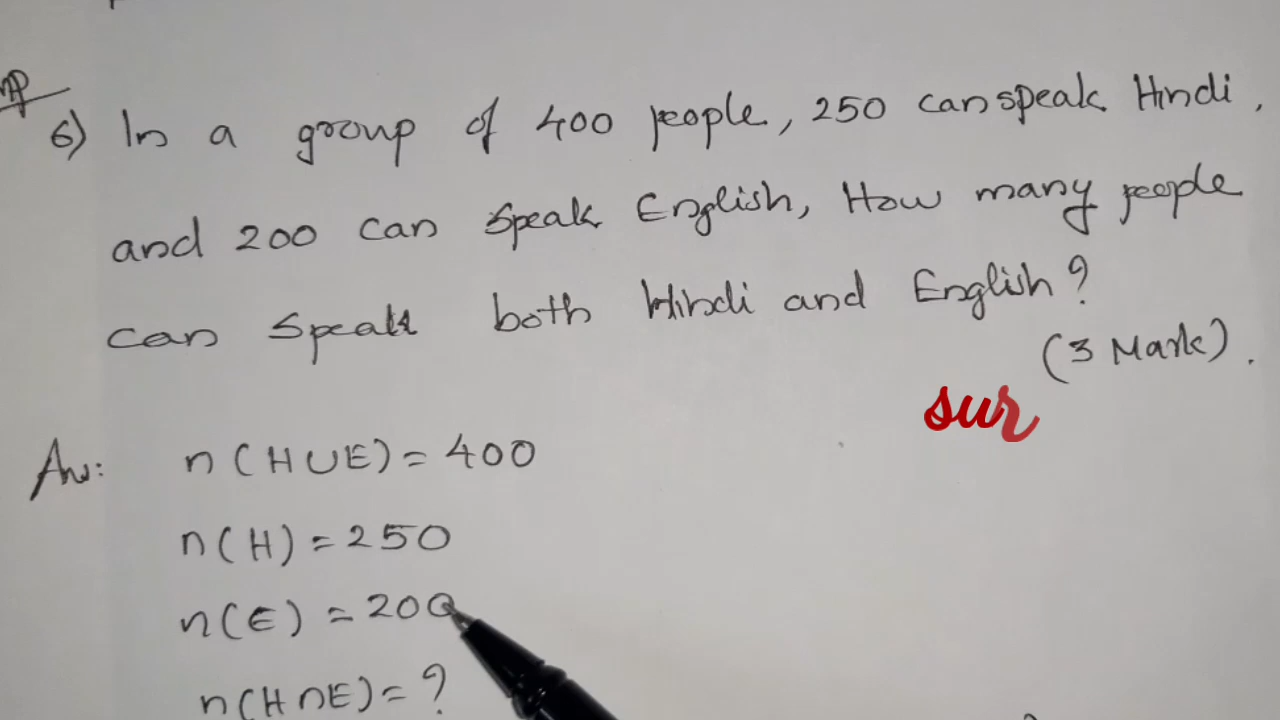 6) In a group of 400 people, 250 can speak Hindi,
and 200 can speak English, How many people
can speak both Hindi and English?
(3 Mark).
sur
Ans: n(HUE) = 400
n(H) = 250
n(E) = 200
n(H∩E) = ?